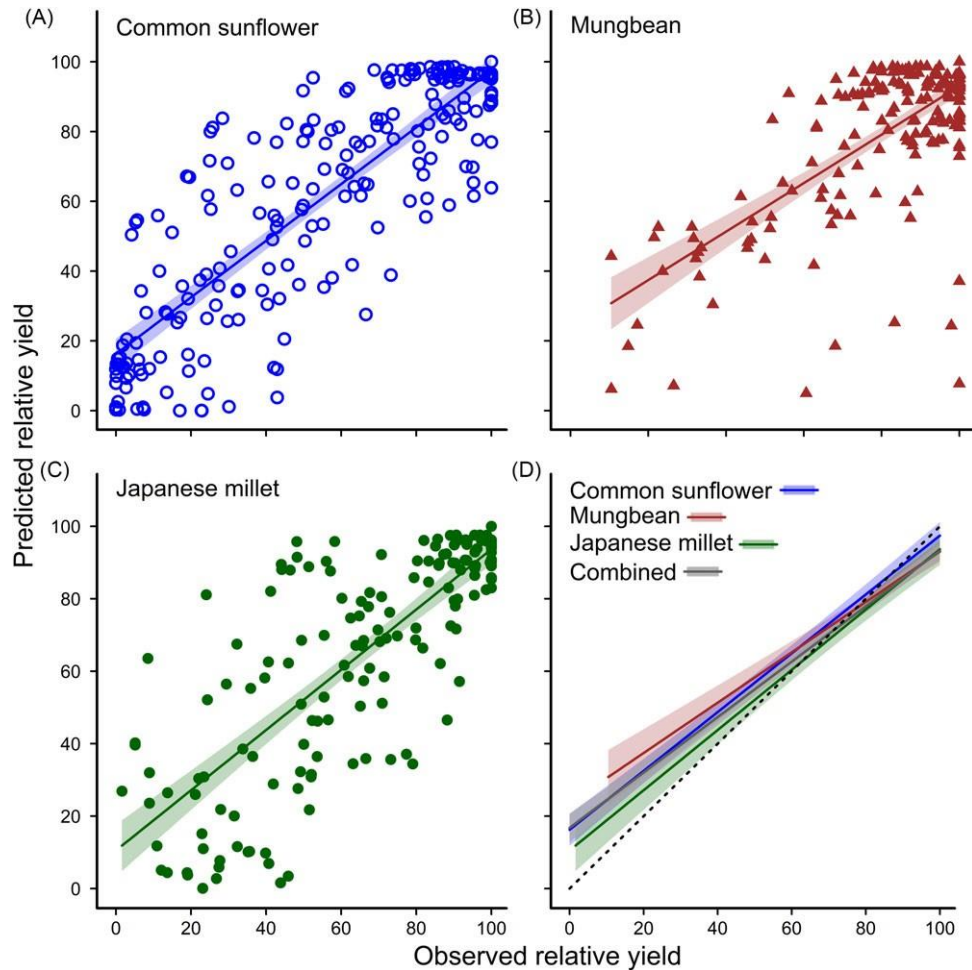 (A)
Common sunflower
100
80
60
40
20
0
(B)
Mungbean
Predicted relative yield
(C)
Japanese millet
100
80
60
40
20
0
0 20 40 60 80 100
(D)
Common sunflower
Mungbean
Japanese millet
Combined
0 20 40 60 80 100
Observed relative yield